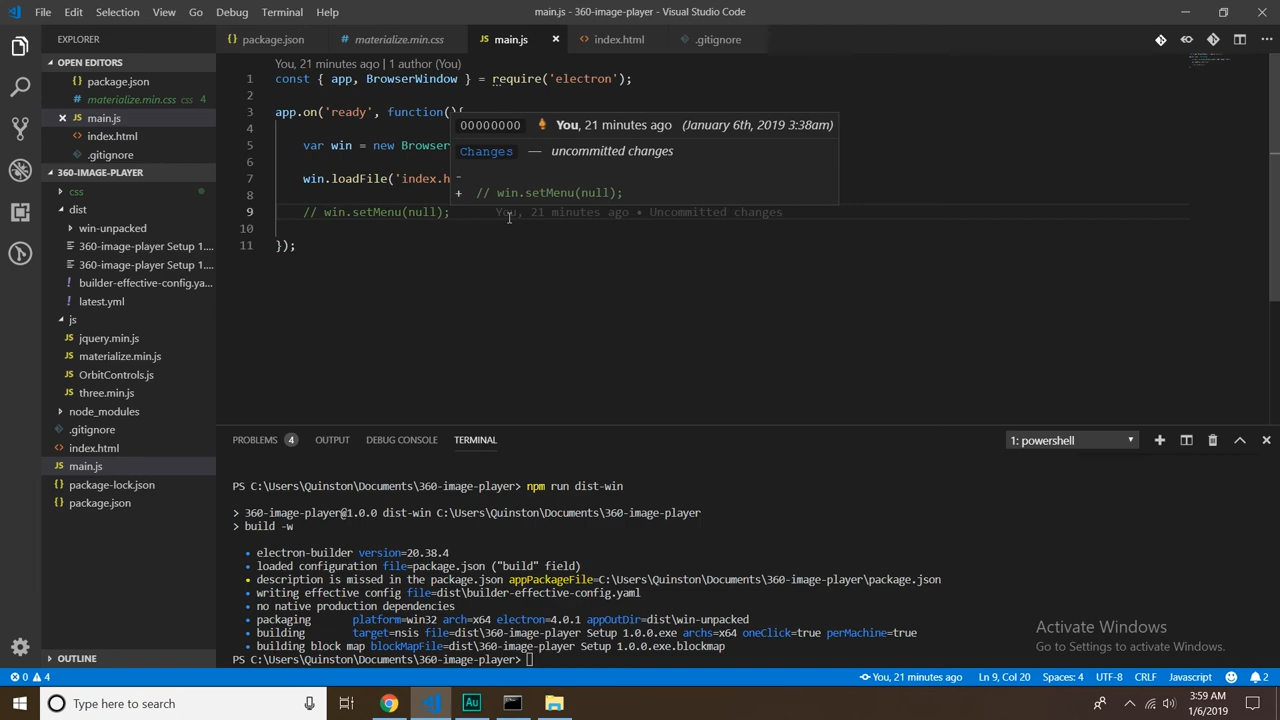 File Edit Selection View Go Debug Terminal Help
main.js - 360-image-player - Visual Studio Code
EXPLORER
OPEN EDITORS
package.json
materialize.min.css css 4
main.js
index.html
.gitignore
360-IMAGE-PLAYER
css
dist
win-unpacked
360-image-player Setup 1....
360-image-player Setup 1....
builder-effective-config.ya...
latest.yml
js
jquery.min.js
materialize.min.js
OrbitControls.js
three.min.js
node_modules
.gitignore
index.html
main.js
package-lock.json
package.json
OUTLINE
package.json materialize.min.css main.js index.html .gitignore
You, 21 minutes ago | 1 author (You)
1 const { app, BrowserWindow } = require('electron');
2
3 app.on('ready', function(){
4
5 var win = new Browser
6
7 win.loadFile('index.h
8
9 // win.setMenu(null); You, 21 minutes ago • Uncommitted changes
10
11 });
00000000 You, 21 minutes ago (January 6th, 2019 3:38am)
Changes — uncommitted changes
-
+ // win.setMenu(null);
PROBLEMS 4 OUTPUT DEBUG CONSOLE TERMINAL
1: powershell
PS C:\Users\Quinston\Documents\360-image-player> npm run dist-win
> 360-image-player@1.0.0 dist-win C:\Users\Quinston\Documents\360-image-player
> build -w
• electron-builder version=20.38.4
• loaded configuration file=package.json ("build" field)
• description is missed in the package.json appPackageFile=C:\Users\Quinston\Documents\360-image-player\package.json
• writing effective config file=dist\builder-effective-config.yaml
• no native production dependencies
• packaging platform=win32 arch=x64 electron=4.0.1 appOutDir=dist\win-unpacked
• building target=nsis file=dist\360-image-player Setup 1.0.0.exe archs=x64 oneClick=true perMachine=true
• building block map blockMapFile=dist\360-image-player Setup 1.0.0.exe.blockmap
PS C:\Users\Quinston\Documents\360-image-player>
Activate Windows
Go to Settings to activate Windows.
0 4
You, 21 minutes ago Ln 9, Col 20 Spaces: 4 UTF-8 CRLF Javascript 2
Type here to search
Au
3:59 AM
1/6/2019